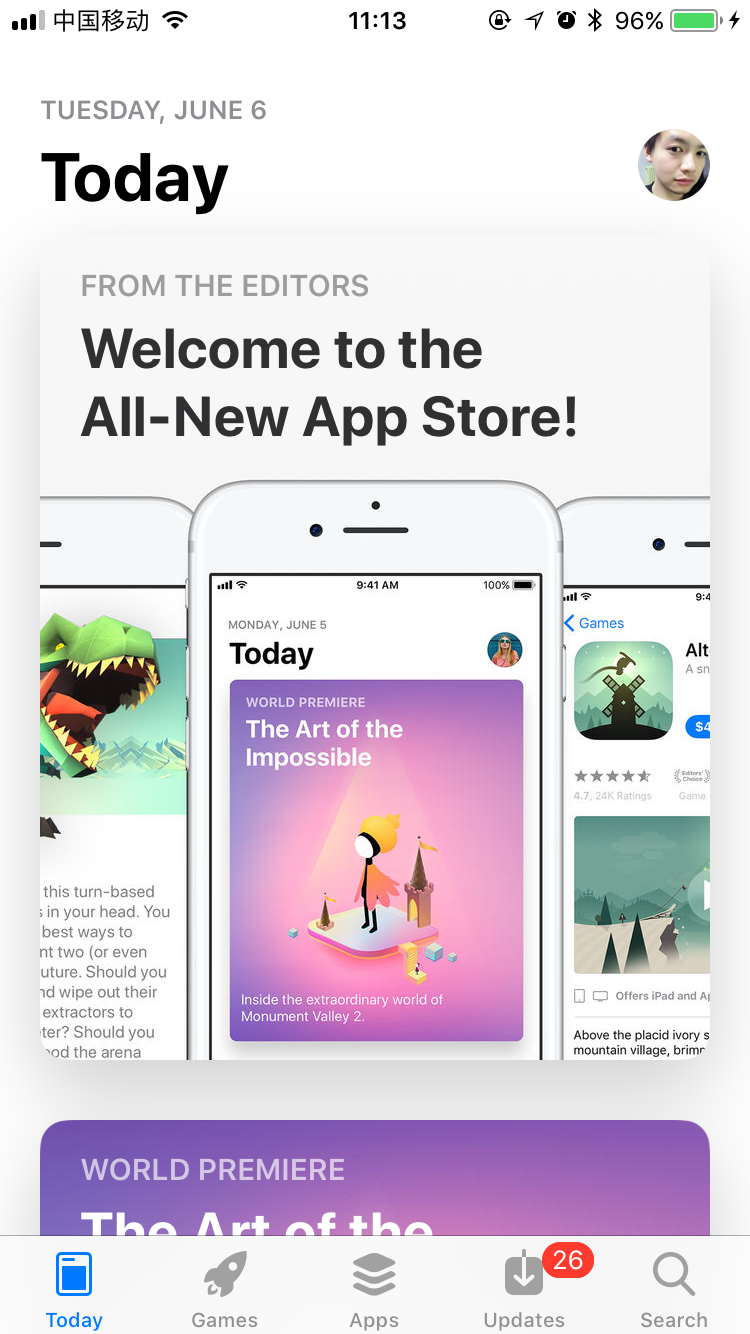 中国移动
11:13
96%
TUESDAY, JUNE 6
Today
FROM THE EDITORS
Welcome to the
All-New App Store!
9:41 AM
100%
MONDAY, JUNE 5
Today
WORLD PREMIERE
The Art of the
Impossible
Inside the extraordinary world of
Monument Valley 2.
this turn-based
s in your head. You
best ways to
nt two (or even
uture. Should you
nd wipe out their
extractors to
ter? Should you
ood the arena
9:4
Games
Alt
A sn
$4
4.7, 24K Ratings
Editors'
Choice
Game
Offers iPad and Ap
Above the placid ivory s
mountain village, brimm
WORLD PREMIERE
The Art of the
Today
Games
Apps
Updates
26
Search